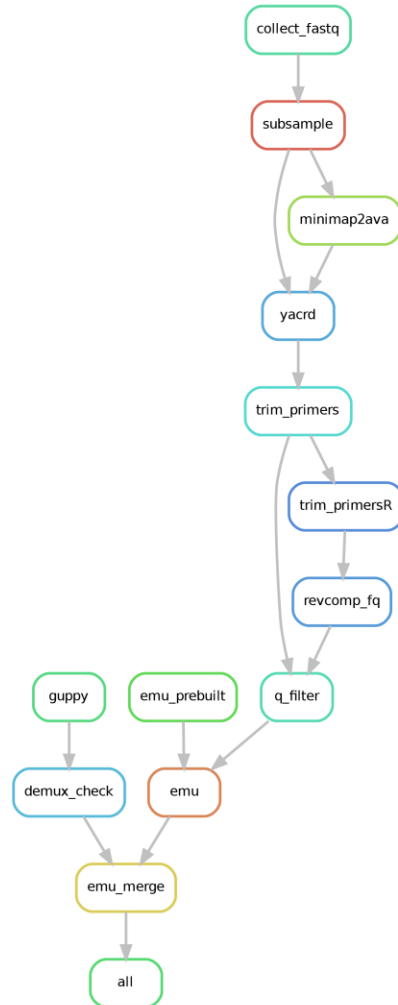 collect_fastq
subsample
minimap2ava
yacrd
trim_primers
trim_primersR
revcomp_fq
guppy
emu_prebuilt
q_filter
demux_check
emu
emu_merge
all